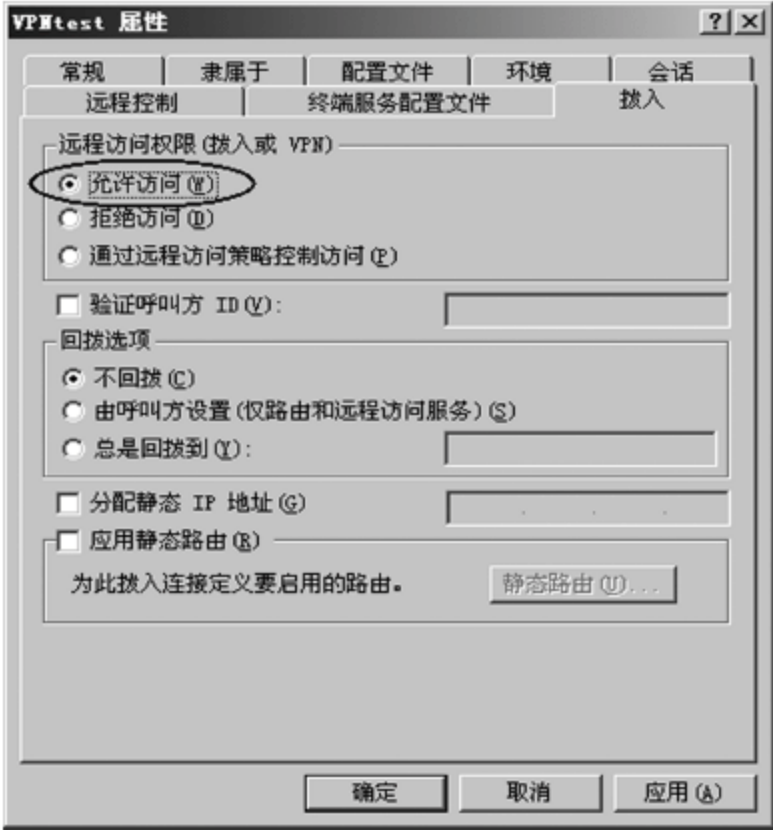 VPNtest 属性
常规 隶属于 配置文件 环境 会话
远程控制 终端服务配置文件 拨入
远程访问权限(拨入或 VPN)
允许访问(W)
拒绝访问(D)
通过远程访问策略控制访问(P)
验证呼叫方 ID(V):
回拨选项
不回拨(C)
由呼叫方设置(仅路由和远程访问服务)(S)
总是回拨到(Y):
分配静态 IP 地址(G)
应用静态路由(R)
为此拨入连接定义要启用的路由。 静态路由(U)...
确定 取消 应用(A)